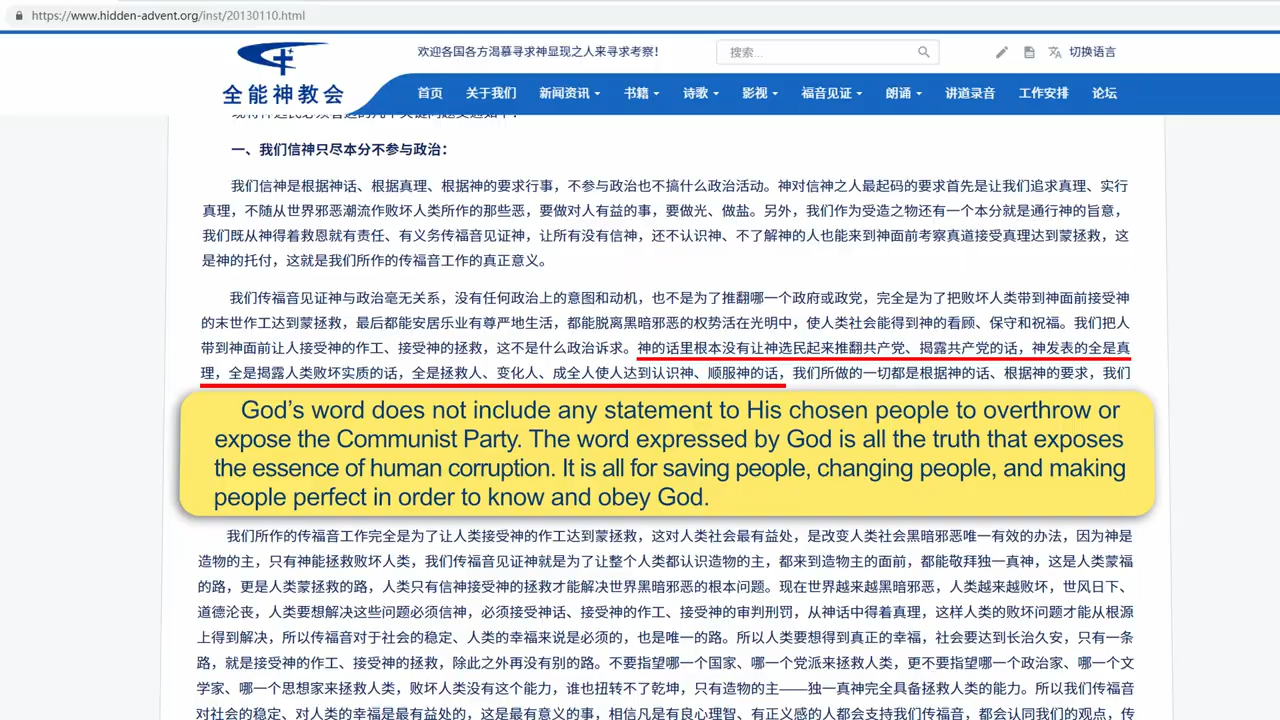 https://www.hidden-advent.org/inst/20130110.html
欢迎各国各方渴慕寻求神显现之人来寻求考察！
搜索...
切换语言
全能神教会
首页 关于我们 新闻资讯 书籍 诗歌 影视 福音见证 朗诵 讲道录音 工作安排 论坛
一、我们信神只尽本分不参与政治：
我们信神是根据神话、根据真理、根据神的要求行事，不参与政治也不搞什么政治活动。神对信神之人最起码的要求首先是让我们追求真理、实行
真理，不随从世界邪恶潮流作败坏人类所作的那些恶，要做对人有益的事，要做光、做盐。另外，我们作为受造之物还有一个本分就是通行神的旨意，
我们既从神得着救恩就有责任、有义务传福音见证神，让所有没有信神，还不认识神、不了解神的人也能来到神面前考察真道接受真理达到蒙拯救，这
是神的托付，这就是我们所作的传福音工作的真正意义。
我们传福音见证神与政治毫无关系，没有任何政治上的意图和动机，也不是为了推翻哪一个政府或政党，完全是为了把败坏人类带到神面前接受神
的末世作工达到蒙拯救，最后都能安居乐业有尊严地生活，都能脱离黑暗邪恶的权势活在光明中，使人类社会能得到神的看顾、保守和祝福。我们把人
带到神面前让人接受神的作工、接受神的拯救，这不是什么政治诉求。神的话里根本没有让神选民起来推翻共产党、揭露共产党的话，神发表的全是真
理，全是揭露人类败坏实质的话，全是拯救人、变化人、成全人使人达到认识神、顺服神的话，我们所做的一切都是根据神的话、根据神的要求，我们
God's word does not include any statement to His chosen people to overthrow or
expose the Communist Party. The word expressed by God is all the truth that exposes
the essence of human corruption. It is all for saving people, changing people, and making
people perfect in order to know and obey God.
我们所作的传福音工作完全是为了让人类接受神的作工达到蒙拯救，这对人类社会最有益处，是改变人类社会黑暗邪恶唯一有效的办法，因为神是
造物的主，只有神能拯救败坏人类，我们传福音见证神就是为了让整个人类都认识造物的主，都来到造物主的面前，都能敬拜独一真神，这是人类蒙福
的路，更是人类蒙拯救的路，人类只有信神接受神的拯救才能解决世界黑暗邪恶的根本问题。现在世界越来越黑暗邪恶，人类越来越败坏，世风日下、
道德沦丧，人类要想解决这些问题必须信神，必须接受神话、接受神的作工、接受神的审判刑罚，从神话中得着真理，这样人类的败坏问题才能从根源
上得到解决，所以传福音对于社会的稳定、人类的幸福来说是必须的，也是唯一的路。所以人类要想得到真正的幸福，社会要达到长治久安，只有一条
路，就是接受神的作工、接受神的拯救，除此之外再没有别的路。不要指望哪一个国家、哪一个党派来拯救人类，更不要指望哪一个政治家、哪一个文
学家、哪一个思想家来拯救人类，败坏人类没有这个能力，谁也扭转不了乾坤，只有造物的主——独一真神完全具备拯救人类的能力。所以我们传福音
对社会的稳定、对人类的幸福是最有益处的，这是最有意义的事，相信凡是有良心理智、有正义感的人都会支持我们传福音，都会认同我们的观点，传